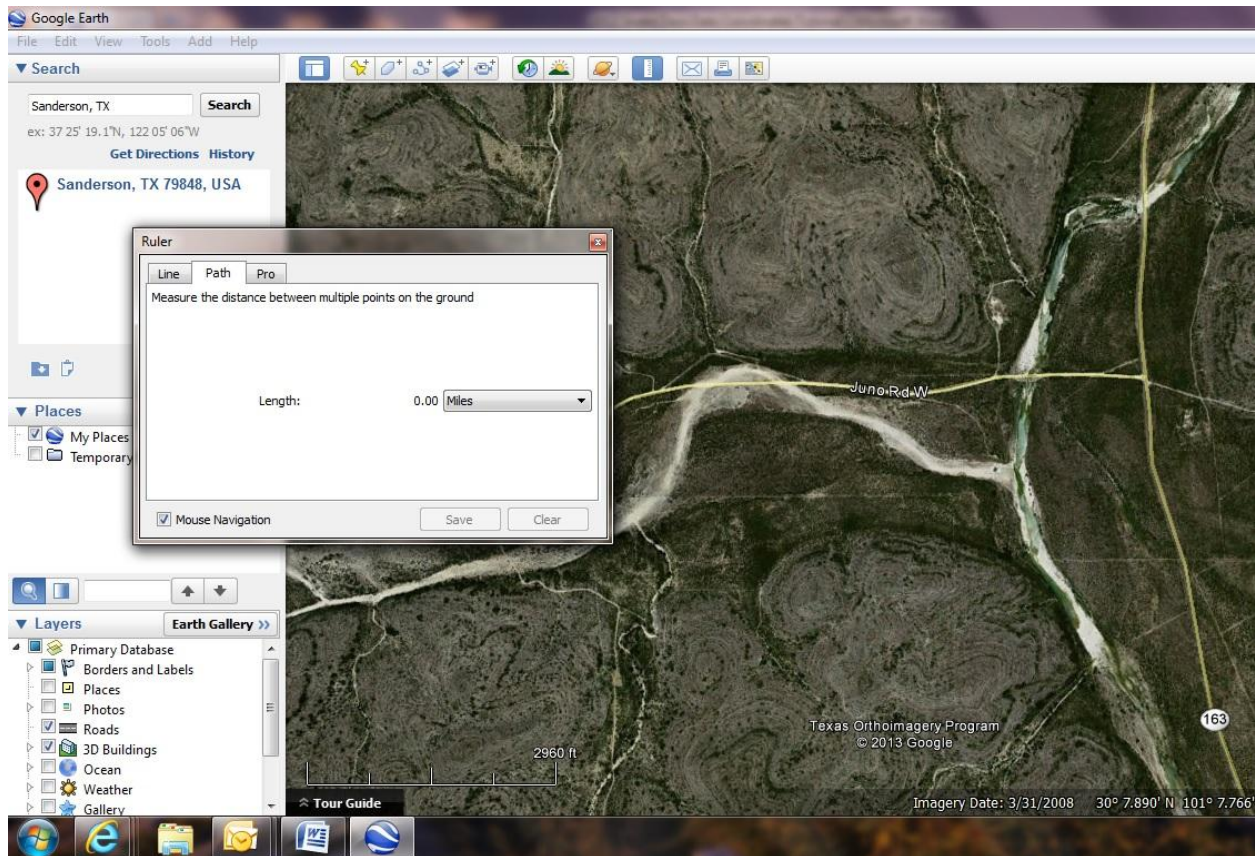 Google Earth
File Edit View Tools Add Help
Search
Sanderson, TX
Search
ex: 37 25' 19.1"N, 122 05' 06"W
Get Directions History
Sanderson, TX 79848, USA
Ruler
Line Path Pro
Measure the distance between multiple points on the ground
Length: 0.00 Miles
Mouse Navigation Save Clear
Places
My Places
Temporary
Layers
Earth Gallery >>
Primary Database
Borders and Labels
Places
Photos
Roads
3D Buildings
Ocean
Weather
Gallery
Juno Rd W
163
Texas Orthoimagery Program
© 2013 Google
2960 ft
Tour Guide
Imagery Date: 3/31/2008 30° 7.890' N 101° 7.766'